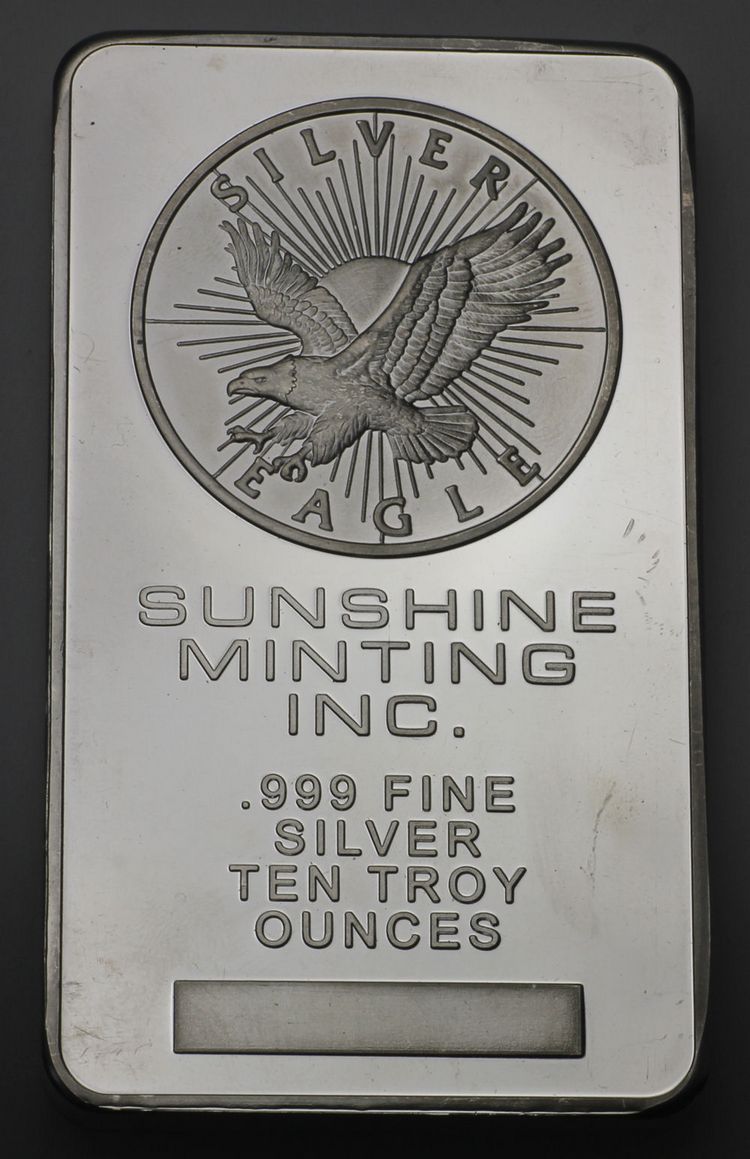 SILVER
EAGLE
SUNSHINE
MINTING
INC.
.999 FINE
SILVER
TEN TROY
OUNCES